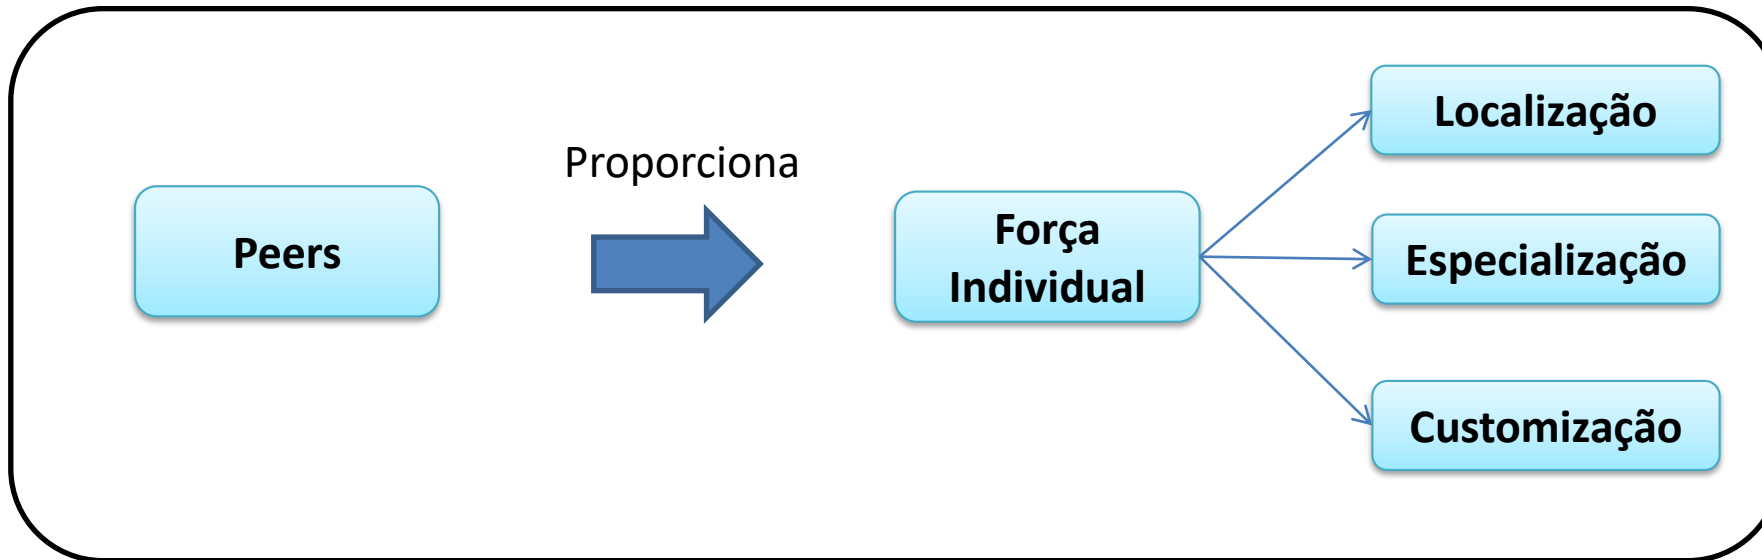 Peers
Proporciona
Força
Individual
Localização
Especialização
Customização